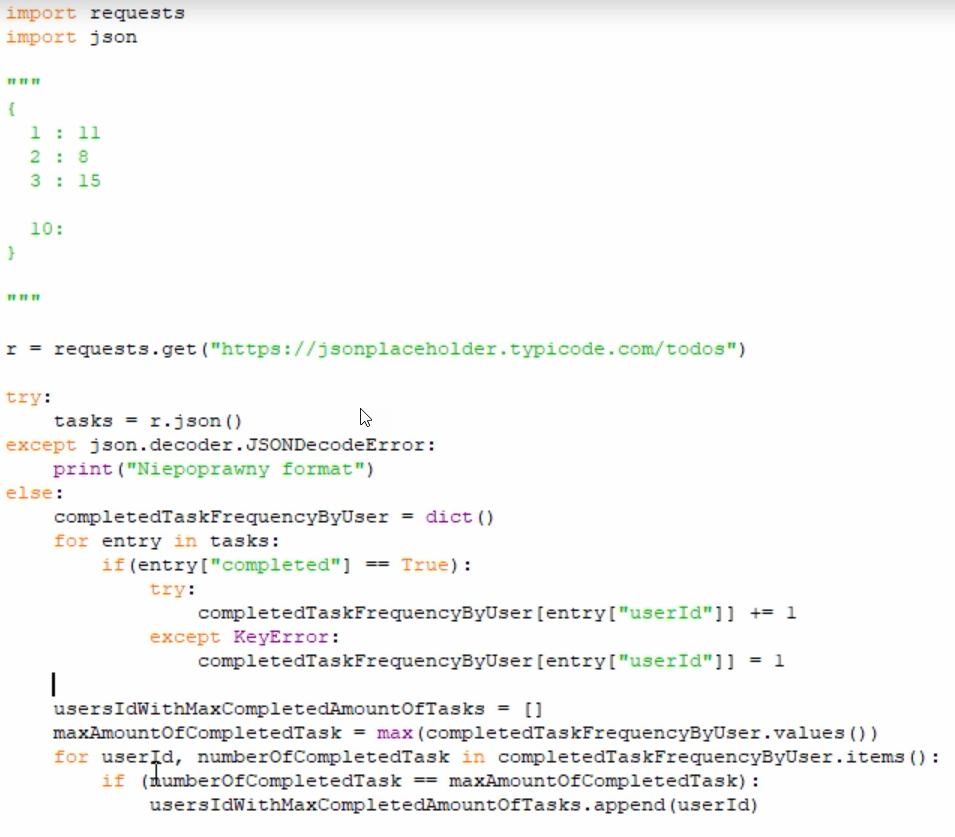 import requests
import json
"""
{
  1 : 11
  2 : 8
  3 : 15
  10:
}
"""
r = requests.get("https://jsonplaceholder.typicode.com/todos")
try:
    tasks = r.json()
except json.decoder.JSONDecodeError:
    print("Niepoprawny format")
else:
    completedTaskFrequencyByUser = dict()
    for entry in tasks:
        if(entry["completed"] == True):
            try:
                completedTaskFrequencyByUser[entry["userId"]] += 1
            except KeyError:
                completedTaskFrequencyByUser[entry["userId"]] = 1
    usersIdWithMaxCompletedAmountOfTasks = []
    maxAmountOfCompletedTask = max(completedTaskFrequencyByUser.values())
    for userId, numberOfCompletedTask in completedTaskFrequencyByUser.items():
        if (numberOfCompletedTask == maxAmountOfCompletedTask):
            usersIdWithMaxCompletedAmountOfTasks.append(userId)